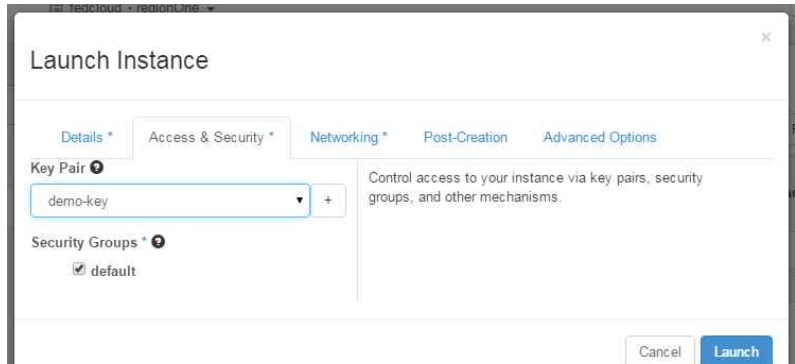 fedcloud • regionOne
×
Launch Instance
Details *
Access & Security *
Networking *
Post-Creation
Advanced Options
Key Pair
Control access to your instance via key pairs, security
groups, and other mechanisms.
demo-key
+
Security Groups *
default
Cancel
Launch